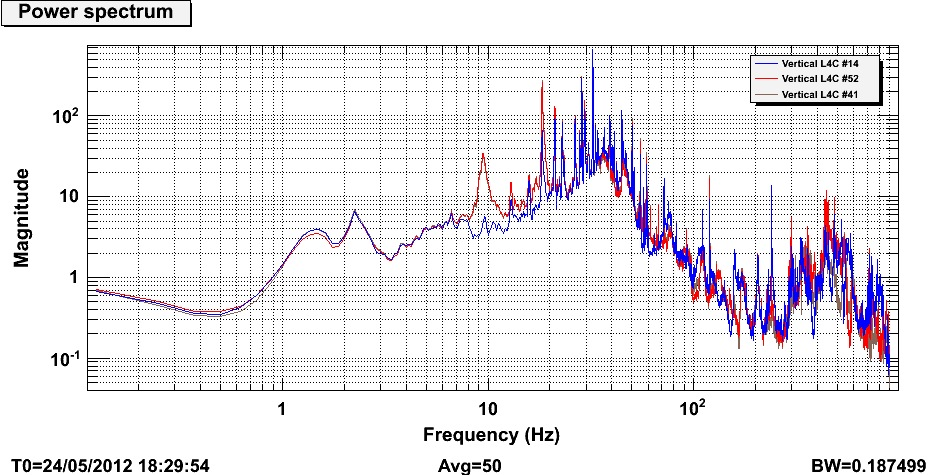 Power spectrum
Vertical L4C #14
Vertical L4C #52
Vertical L4C #41
10²
10
1
10⁻¹
Magnitude
1
10
10²
Frequency (Hz)
T0=24/05/2012 18:29:54
Avg=50
BW=0.187499